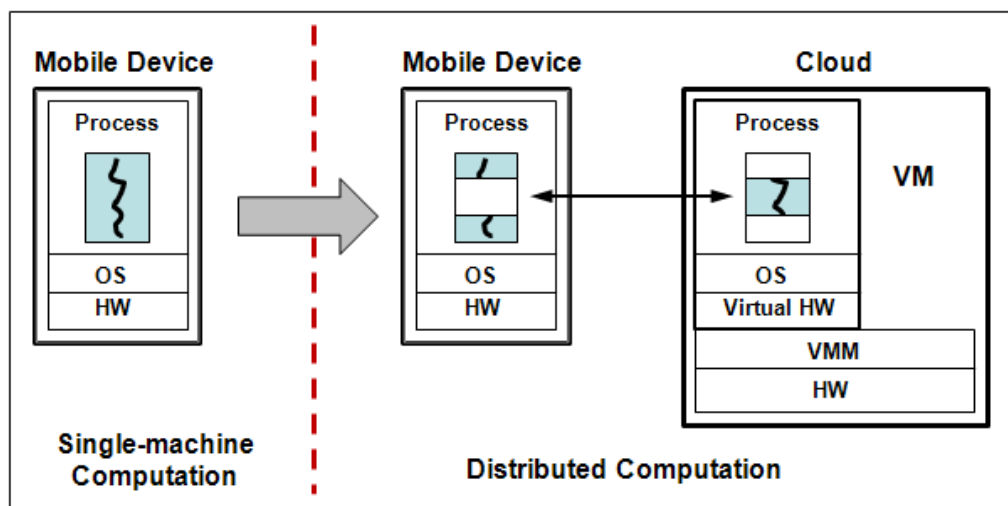 Mobile Device
Process
OS
HW
Single-machine
Computation
Mobile Device
Process
OS
HW
Cloud
Process
VM
OS
Virtual HW
VMM
HW
Distributed Computation